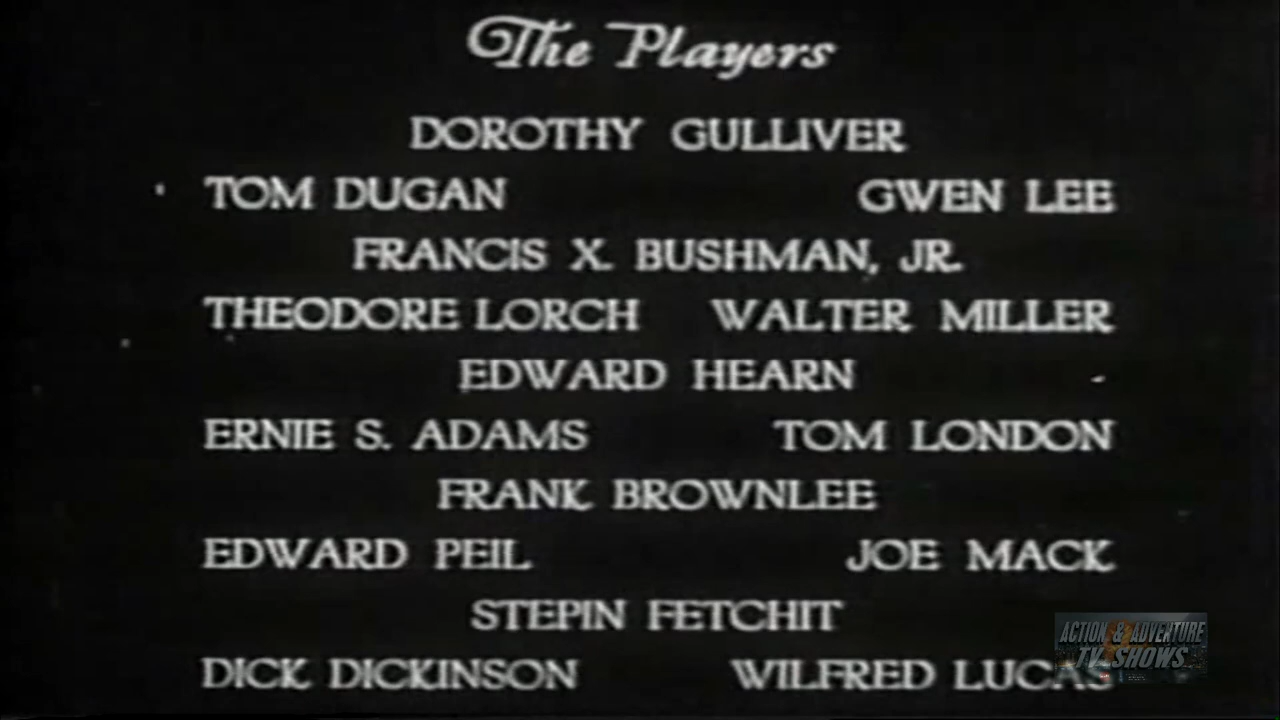 The Players
DOROTHY GULLIVER
TOM DUGAN GWEN LEE
FRANCIS X. BUSHMAN, JR.
THEODORE LORCH WALTER MILLER
EDWARD HEARN
ERNIE S. ADAMS TOM LONDON
FRANK BROWNLEE
EDWARD PEIL JOE MACK
STEPIN FETCHIT
DICK DICKINSON WILFRED LUCAS
ACTION & ADVENTURE
TV SHOWS